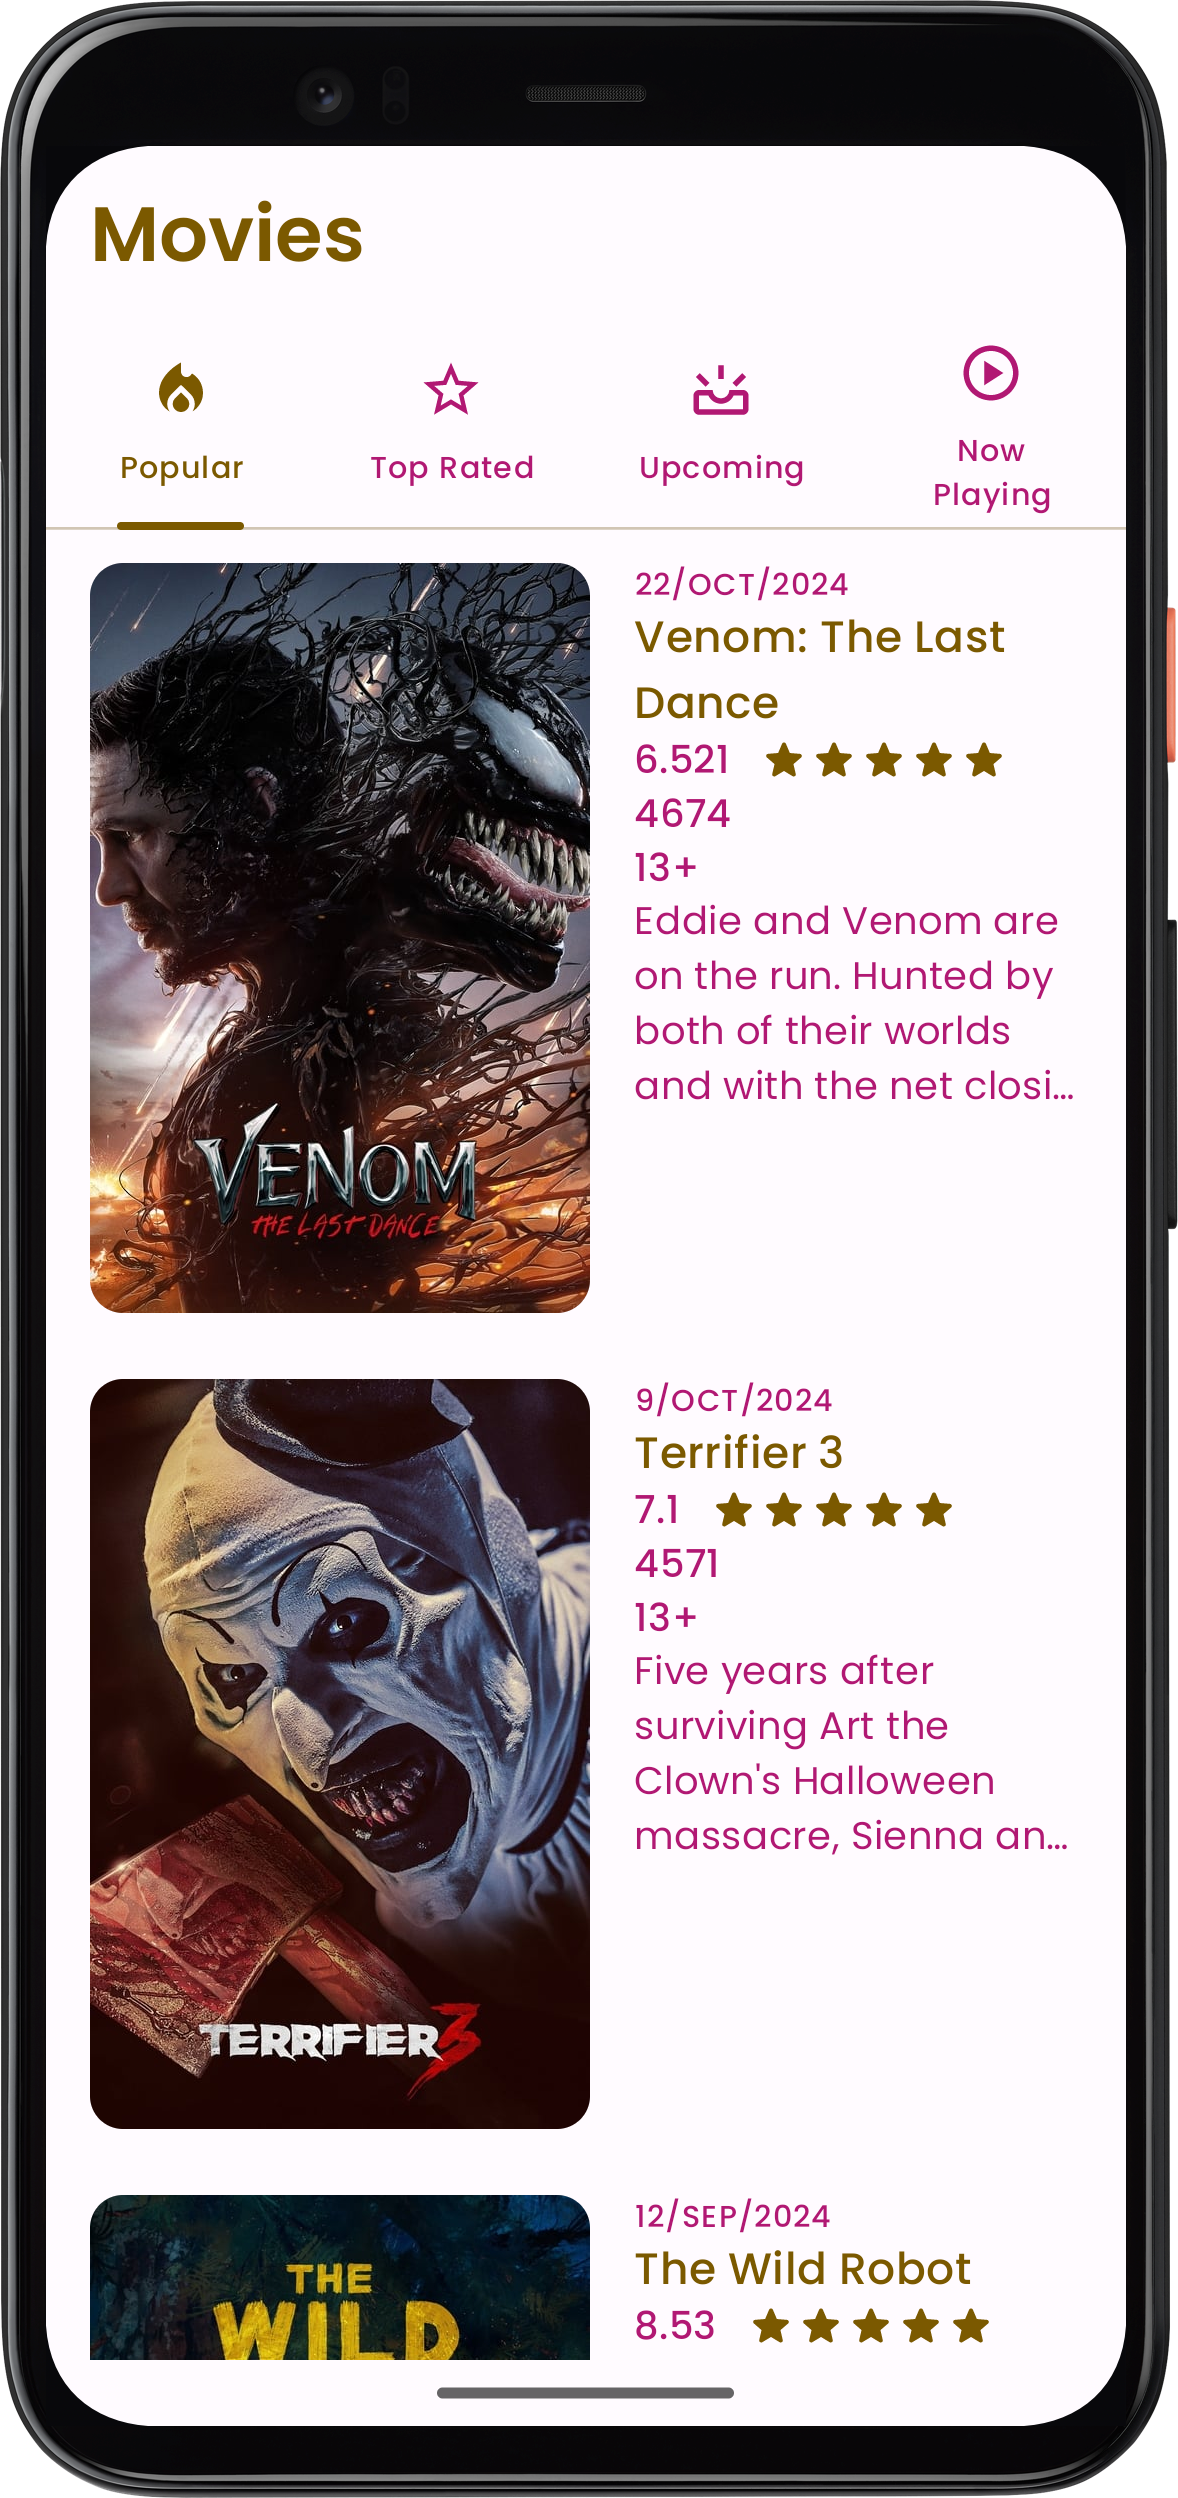 Movies
Popular
Top Rated
Upcoming
Now
Playing
22/OCT/2024
Venom: The Last
Dance
6.521
4674
13+
Eddie and Venom are
on the run. Hunted by
both of their worlds
and with the net closi...
VENOM
THE LAST DANCE
9/OCT/2024
Terrifier 3
7.1
4571
13+
Five years after
surviving Art the
Clown's Halloween
massacre, Sienna an...
TERRIFIER 3
12/SEP/2024
The Wild Robot
8.53
THE
WILD